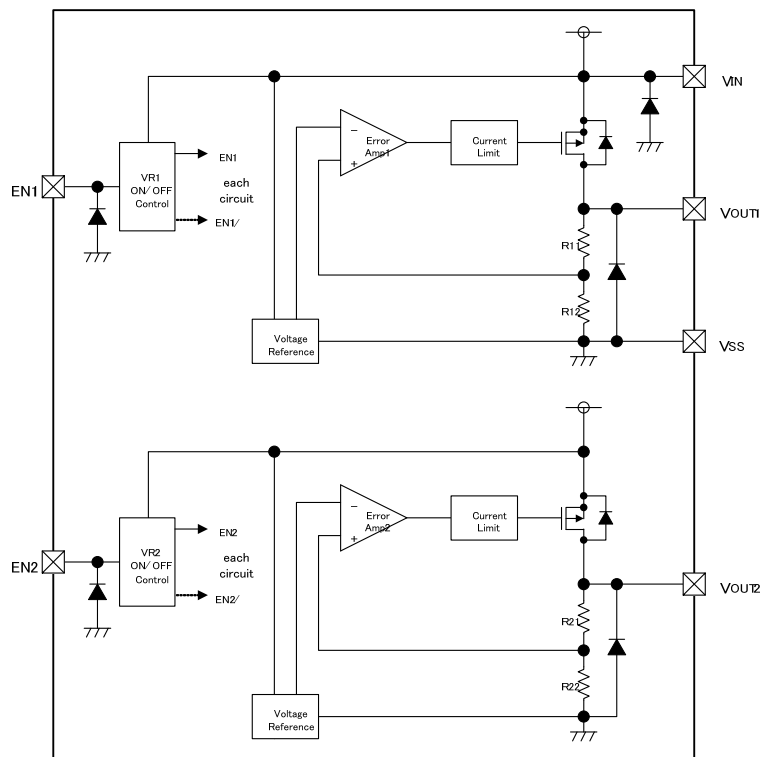 VIN
−
Error
Amp1
+
Current
Limit
EN1
VR1
ON/OFF
Control
EN1
each
circuit
EN1/
VOUT1
R11
R12
Voltage
Reference
VSS
−
Error
Amp2
+
Current
Limit
EN2
VR2
ON/OFF
Control
EN2
each
circuit
EN2/
VOUT2
R21
R22
Voltage
Reference